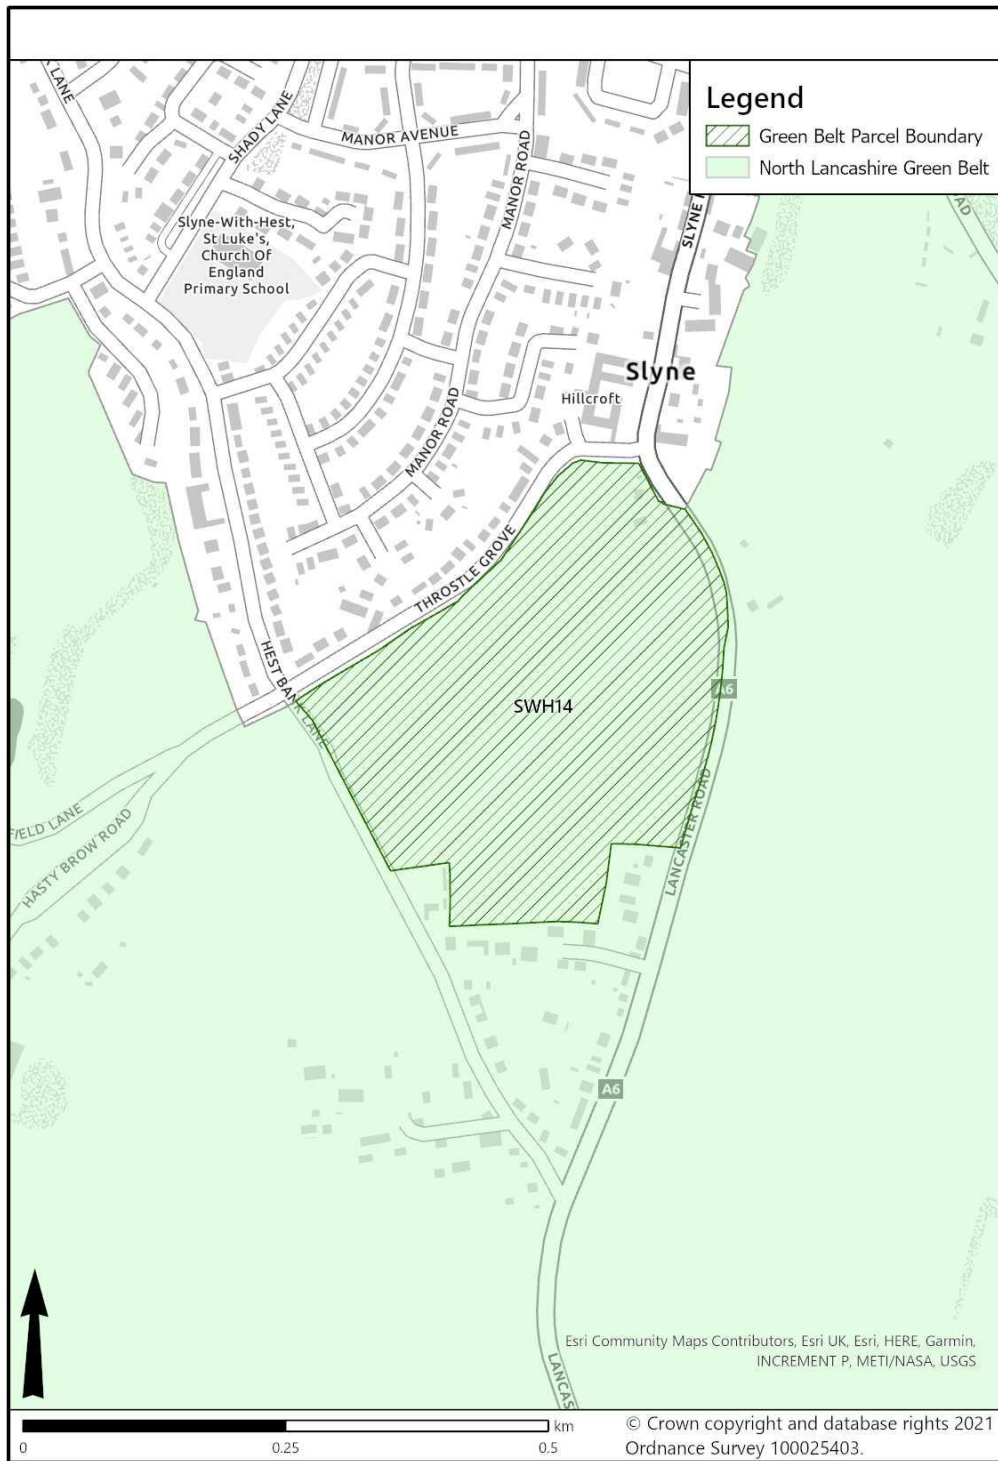 Legend
Green Belt Parcel Boundary
North Lancashire Green Belt
LANE
SHADY LANE
MANOR AVENUE
MANOR ROAD
SLYNE
Slyne-With-Hest,
St Luke's,
Church Of
England
Primary School
Slyne
Hillcroft
MANOR ROAD
THROSTLE GROVE
HEST BANK LANE
SWH14
A6
LANCASTER ROAD
FIELD LANE
HASTY BROW ROAD
A6
LANCAS
Esri Community Maps Contributors, Esri UK, Esri, HERE, Garmin,
INCREMENT P, METI/NASA, USGS
km
0
0.25
0.5
© Crown copyright and database rights 2021
Ordnance Survey 100025403.